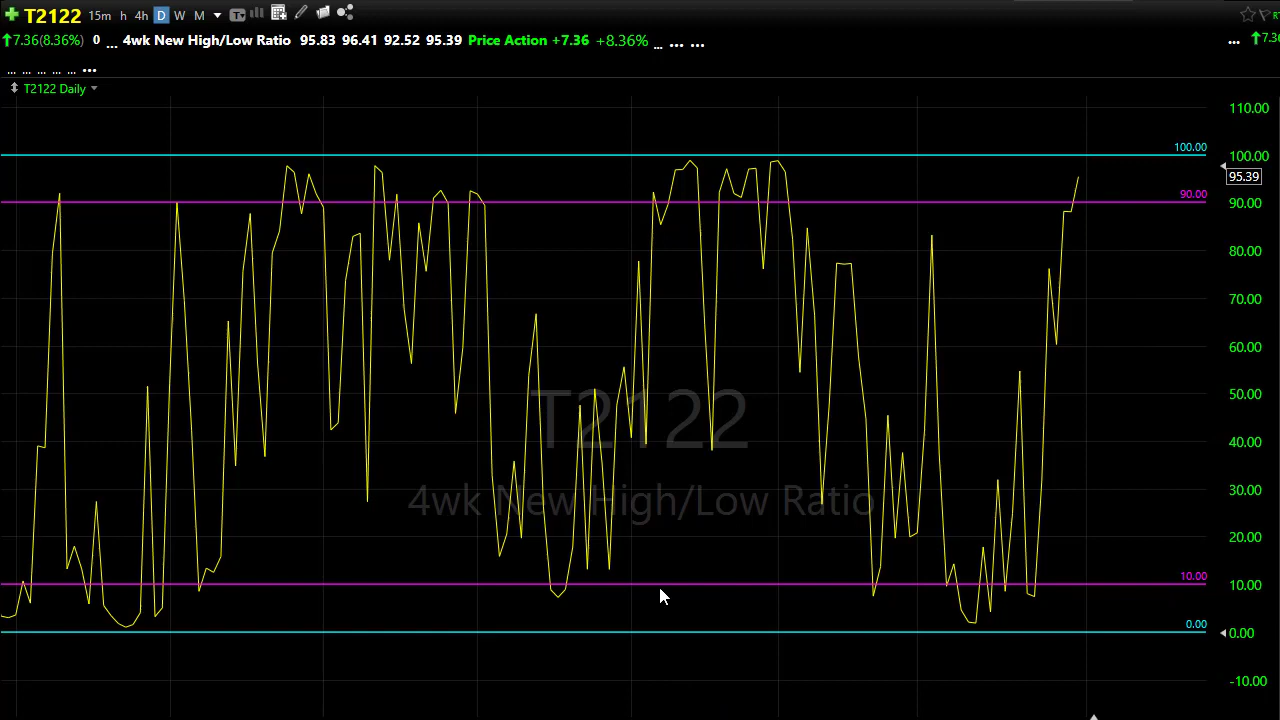 T2122 15m h 4h D W M
7.36(8.36%) 0 ... 4wk New High/Low Ratio 95.83 96.41 92.52 95.39 Price Action +7.36 +8.36% ... ... ... ... 7.36
... ... ... ... ... ...
T2122 Daily
110.00
100.00 100.00
95.39
90.00 90.00
80.00
70.00
60.00
50.00
40.00
30.00
20.00
10.00 10.00
0.00 0.00
-10.00
T2122
4wk New High/Low Ratio